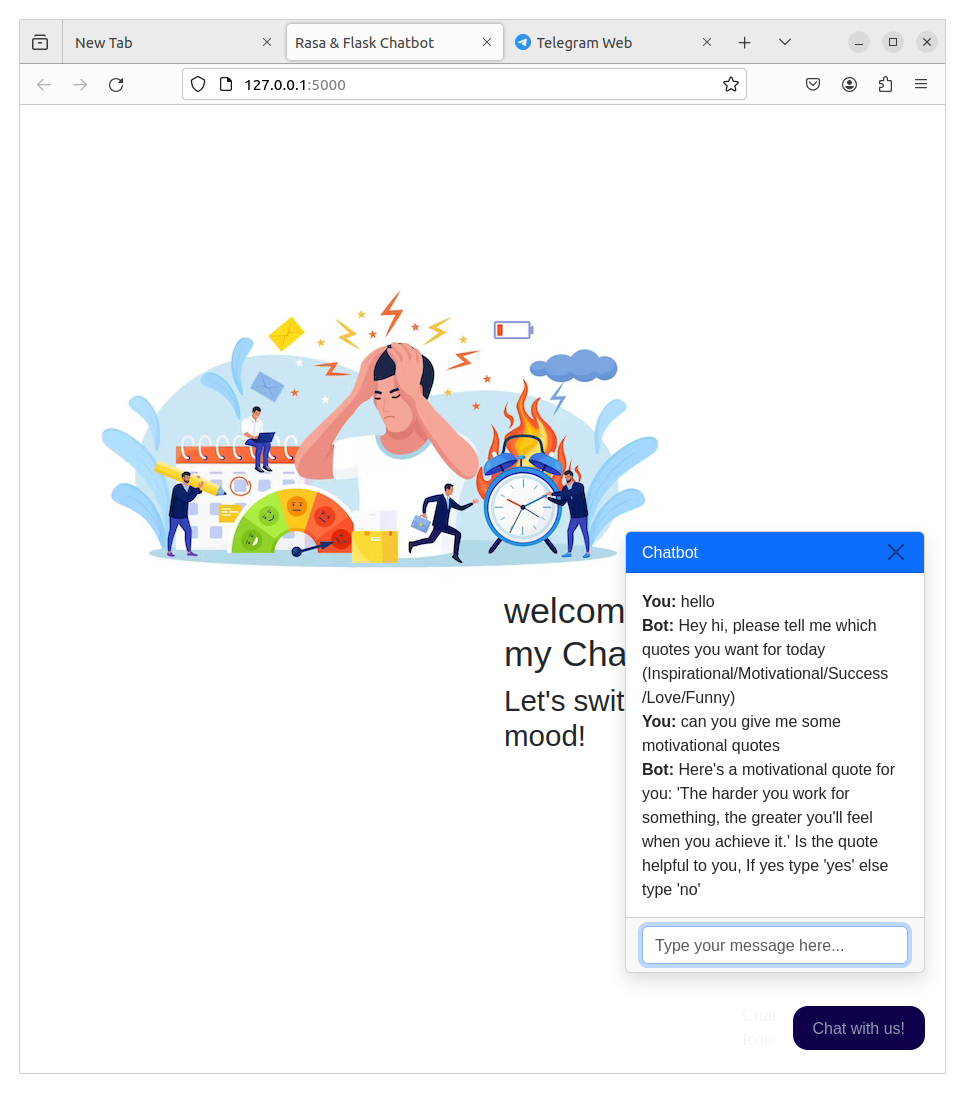 New Tab
Rasa & Flask Chatbot
Telegram Web
127.0.0.1:5000
welcom
my Cha
Let's swit
mood!
Chatbot
You: hello
Bot: Hey hi, please tell me which
quotes you want for today
(Inspirational/Motivational/Success
/Love/Funny)
You: can you give me some
motivational quotes
Bot: Here's a motivational quote for
you: 'The harder you work for
something, the greater you'll feel
when you achieve it.' Is the quote
helpful to you, If yes type 'yes' else
type 'no'
Type your message here...
Chat
Icon
Chat with us!